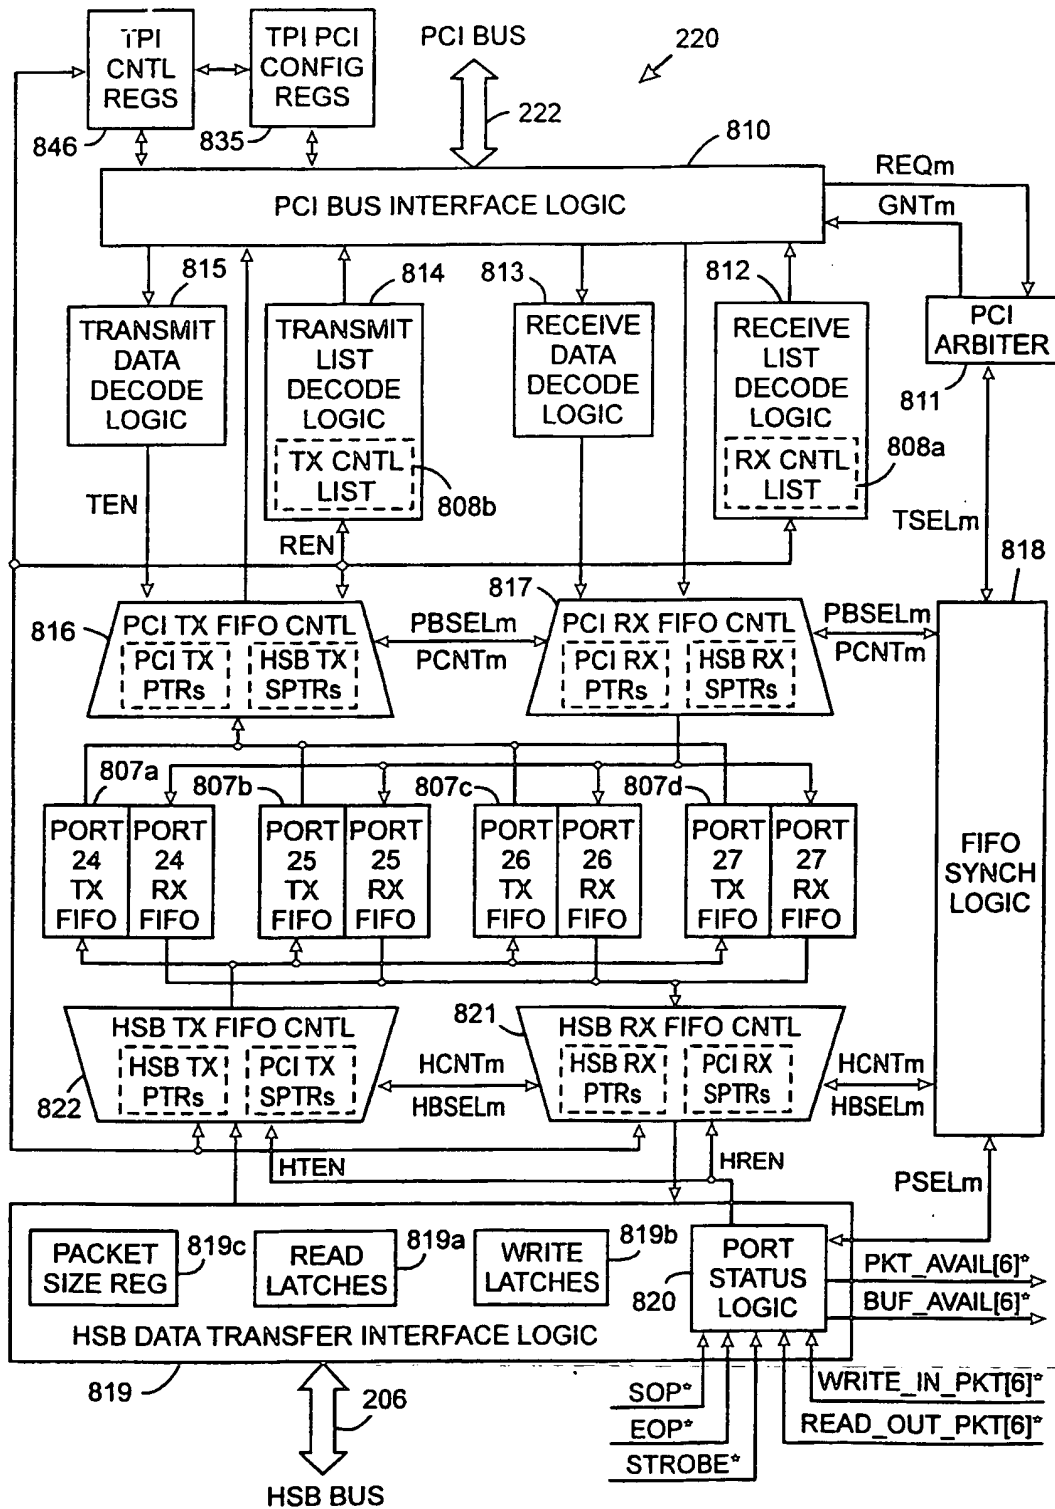 TPI
CNTL
REGS
846
TPI PCI
CONFIG
REGS
835
PCI BUS
222
220
810
PCI BUS INTERFACE LOGIC
REQm
GNTm
815
TRANSMIT
DATA
DECODE
LOGIC
814
TRANSMIT
LIST
DECODE
LOGIC
TX CNTL
LIST
808b
813
RECEIVE
DATA
DECODE
LOGIC
812
RECEIVE
LIST
DECODE
LOGIC
RX CNTL
LIST
808a
PCI
ARBITER
811
TEN
REN
TSELm
818
816
PCI TX FIFO CNTL
PCI TX
PTRs
HSB TX
SPTRs
PBSELm
PCNTm
817
PCI RX FIFO CNTL
PCI RX
PTRs
HSB RX
SPTRs
PBSELm
PCNTm
807a
807b
807c
807d
PORT
24
TX
FIFO
PORT
24
RX
FIFO
PORT
25
TX
FIFO
PORT
25
RX
FIFO
PORT
26
TX
FIFO
PORT
26
RX
FIFO
PORT
27
TX
FIFO
PORT
27
RX
FIFO
FIFO
SYNCH
LOGIC
822
HSB TX FIFO CNTL
HSB TX
PTRs
PCI TX
SPTRs
HCNTm
HBSELm
821
HSB RX FIFO CNTL
HSB RX
PTRs
PCI RX
SPTRs
HCNTm
HBSELm
HTEN
HREN
PSELm
PACKET
SIZE REG
819c
READ
LATCHES
819a
WRITE
LATCHES
819b
820
PORT
STATUS
LOGIC
PKT_AVAIL[6]*
BUF_AVAIL[6]*
HSB DATA TRANSFER INTERFACE LOGIC
819
206
HSB BUS
SOP*
EOP*
STROBE*
WRITE_IN_PKT[6]*
READ_OUT_PKT[6]*